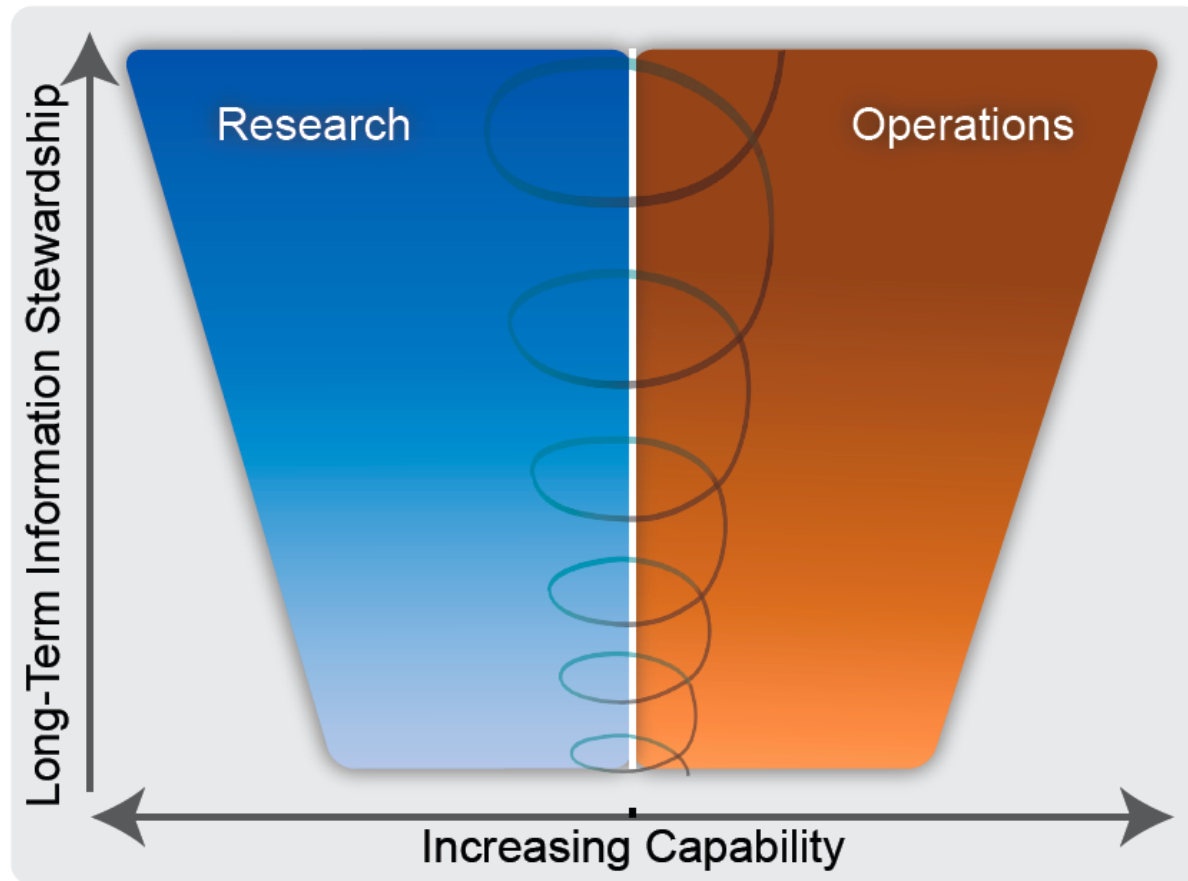 Research
Operations
Long-Term Information Stewardship
Increasing Capability